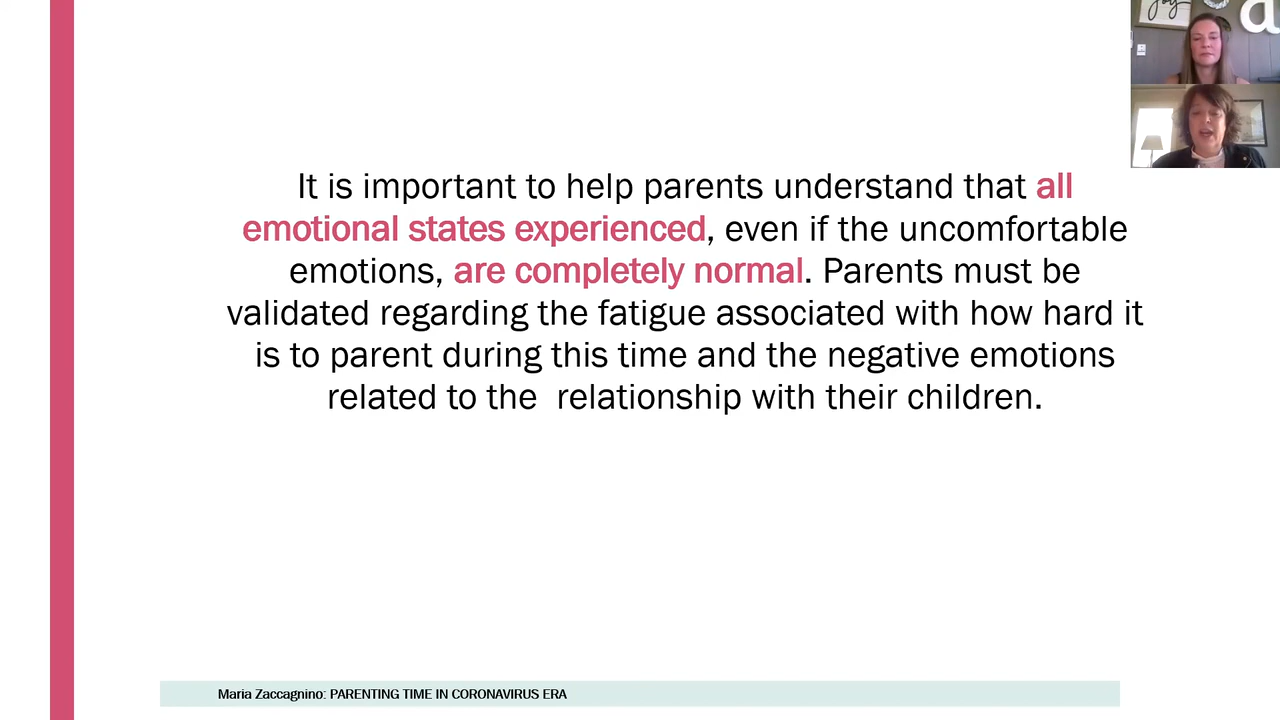 joy
a
It is important to help parents understand that all
emotional states experienced, even if the uncomfortable
emotions, are completely normal. Parents must be
validated regarding the fatigue associated with how hard it
is to parent during this time and the negative emotions
related to the  relationship with their children.
Maria Zaccagnino: PARENTING TIME IN CORONAVIRUS ERA